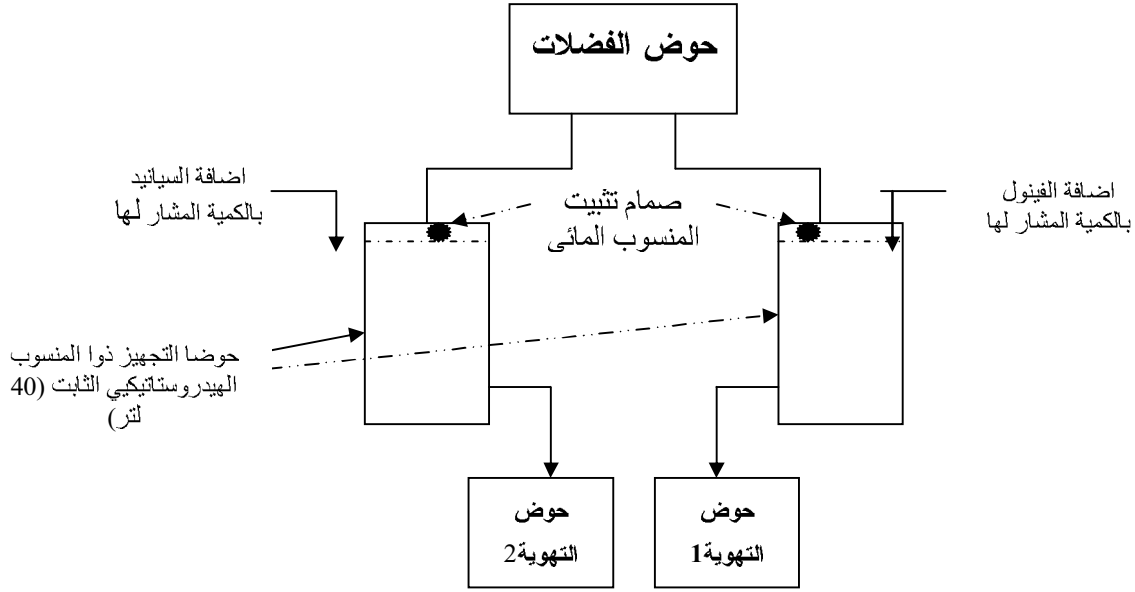 حوض الفضلات
اضافة السيانيد
بالكمية المشار لها
صمام تثبيت
المنسوب المائى
اضافة الفينول
بالكمية المشار لها
حوضا التجهيز ذوا المنسوب
الهيدروستاتيكيي الثابت (40
لتر)
حوض
التهوية2
حوض
التهوية1